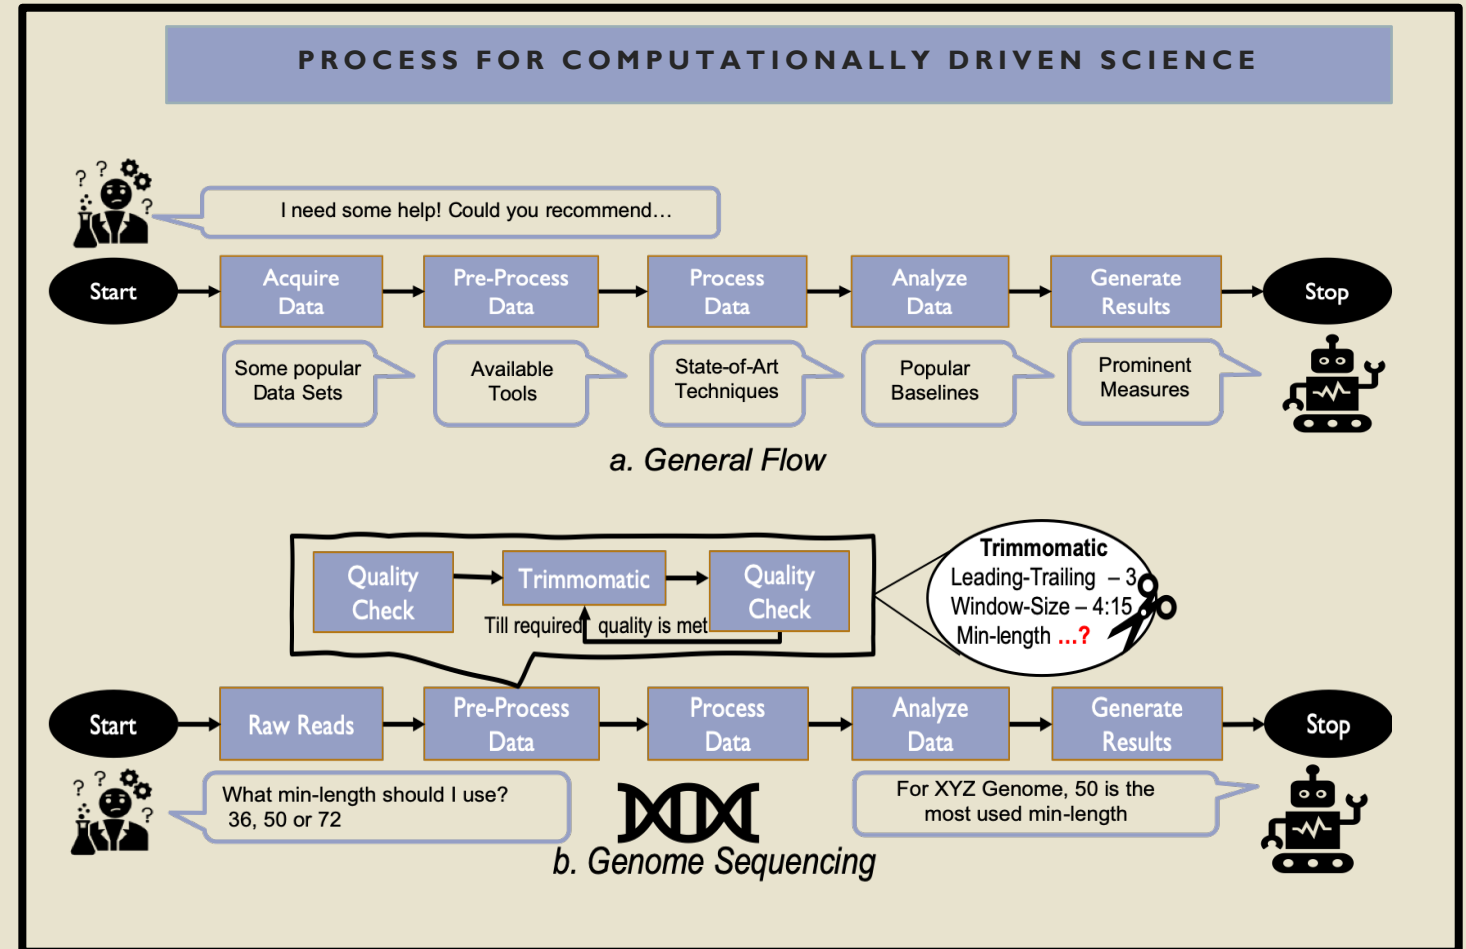 PROCESS FOR COMPUTATIONALLY DRIVEN SCIENCE
? ?
?
I need some help! Could you recommend…
Start
Acquire
Data
Pre-Process
Data
Process
Data
Analyze
Data
Generate
Results
Stop
Some popular
Data Sets
Available
Tools
State-of-Art
Techniques
Popular
Baselines
Prominent
Measures
a. General Flow
Quality
Check
Trimmomatic
Quality
Check
Till required quality is met
Trimmomatic
Leading-Trailing – 3
Window-Size – 4:15
Min-length ...?
Start
Raw Reads
Pre-Process
Data
Process
Data
Analyze
Data
Generate
Results
Stop
? ?
?
What min-length should I use?
36, 50 or 72
For XYZ Genome, 50 is the
most used min-length
b. Genome Sequencing